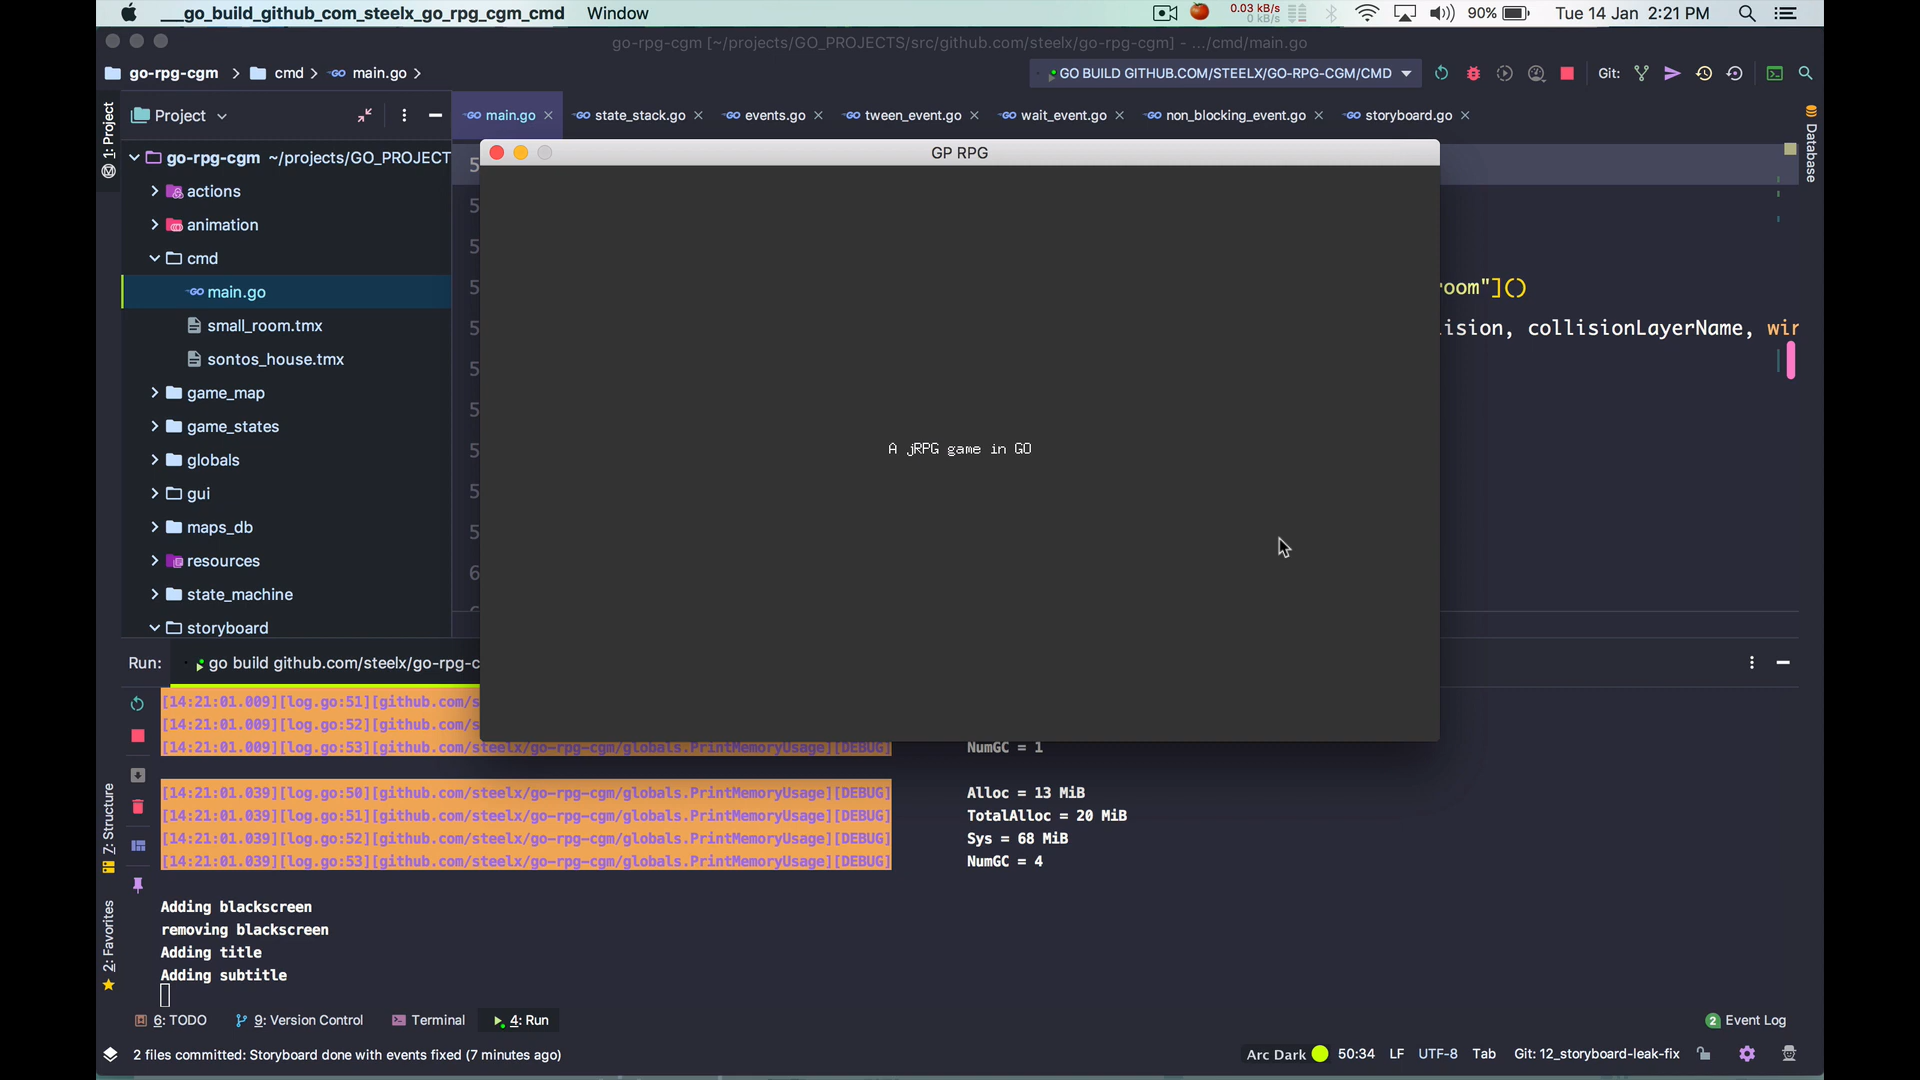 __go_build_github_com_steelx_go_rpg_cgm_cmd Window
0.03 kB/s
0 kB/s
90% Tue 14 Jan 2:21 PM
go-rpg-cgm [~/projects/GO_PROJECTS/src/github.com/steelx/go-rpg-cgm] - .../cmd/main.go
go-rpg-cgm cmd main.go
GO BUILD GITHUB.COM/STEELX/GO-RPG-CGM/CMD
Git:
1: Project
Project
main.go state_stack.go events.go tween_event.go wait_event.go non_blocking_event.go storyboard.go
Database
go-rpg-cgm ~/projects/GO_PROJECT
GP RPG
actions
animation
cmd
main.go
room"]()
small_room.tmx
ision, collisionLayerName, wir
sontos_house.tmx
game_map
game_states
A jRPG game in GO
globals
gui
maps_db
resources
state_machine
storyboard
Run: go build github.com/steelx/go-rpg-c
[14:21:01.009][log.go:51][github.com/s
[14:21:01.009][log.go:52][github.com/s
[14:21:01.009][log.go:53][github.com/steelx/go-rpg-cgm/globals.PrintMemoryUsage][DEBUG] NumGC = 1
[14:21:01.039][log.go:50][github.com/steelx/go-rpg-cgm/globals.PrintMemoryUsage][DEBUG] Alloc = 13 MiB
[14:21:01.039][log.go:51][github.com/steelx/go-rpg-cgm/globals.PrintMemoryUsage][DEBUG] TotalAlloc = 20 MiB
[14:21:01.039][log.go:52][github.com/steelx/go-rpg-cgm/globals.PrintMemoryUsage][DEBUG] Sys = 68 MiB
[14:21:01.039][log.go:53][github.com/steelx/go-rpg-cgm/globals.PrintMemoryUsage][DEBUG] NumGC = 4
7: Structure
2: Favorites
Adding blackscreen
removing blackscreen
Adding title
Adding subtitle
6: TODO 9: Version Control Terminal 4: Run 2 Event Log
2 files committed: Storyboard done with events fixed (7 minutes ago) Arc Dark 50:34 LF UTF-8 Tab Git: 12_storyboard-leak-fix